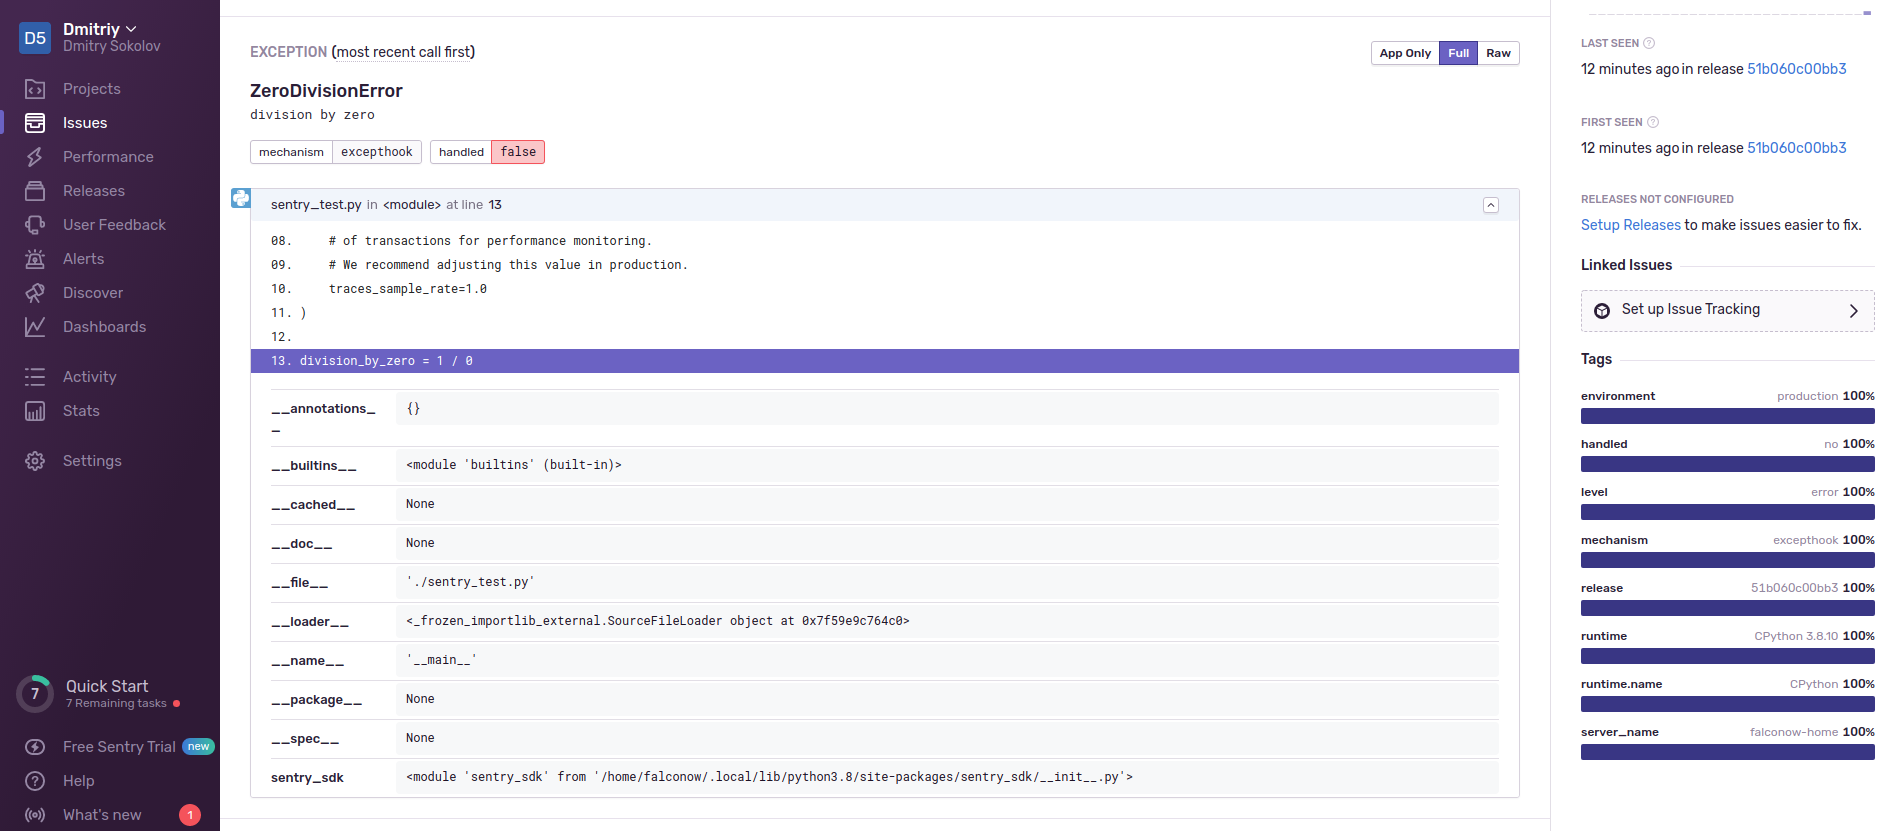 D5
Dmitriy
Dmitry Sokolov
Projects
Issues
Performance
Releases
User Feedback
Alerts
Discover
Dashboards
Activity
Stats
Settings
7
Quick Start
7 Remaining tasks
Free Sentry Trial new
Help
What's new 1
EXCEPTION (most recent call first)
App Only Full Raw
ZeroDivisionError
division by zero
mechanism excepthook handled false
sentry_test.py in <module> at line 13
08. # of transactions for performance monitoring.
09. # We recommend adjusting this value in production.
10. traces_sample_rate=1.0
11. )
12.
13. division_by_zero = 1 / 0
__annotations_ {}
_
__builtins__ <module 'builtins' (built-in)>
__cached__ None
__doc__ None
__file__ './sentry_test.py'
__loader__ <_frozen_importlib_external.SourceFileLoader object at 0x7f59e9c764c0>
__name__ '__main__'
__package__ None
__spec__ None
sentry_sdk <module 'sentry_sdk' from '/home/falconow/.local/lib/python3.8/site-packages/sentry_sdk/__init__.py'>
LAST SEEN ?
12 minutes ago in release 51b060c00bb3
FIRST SEEN ?
12 minutes ago in release 51b060c00bb3
RELEASES NOT CONFIGURED
Setup Releases to make issues easier to fix.
Linked Issues
Set up Issue Tracking
Tags
environment production 100%
handled no 100%
level error 100%
mechanism excepthook 100%
release 51b060c00bb3 100%
runtime CPython 3.8.10 100%
runtime.name CPython 100%
server_name falconow-home 100%